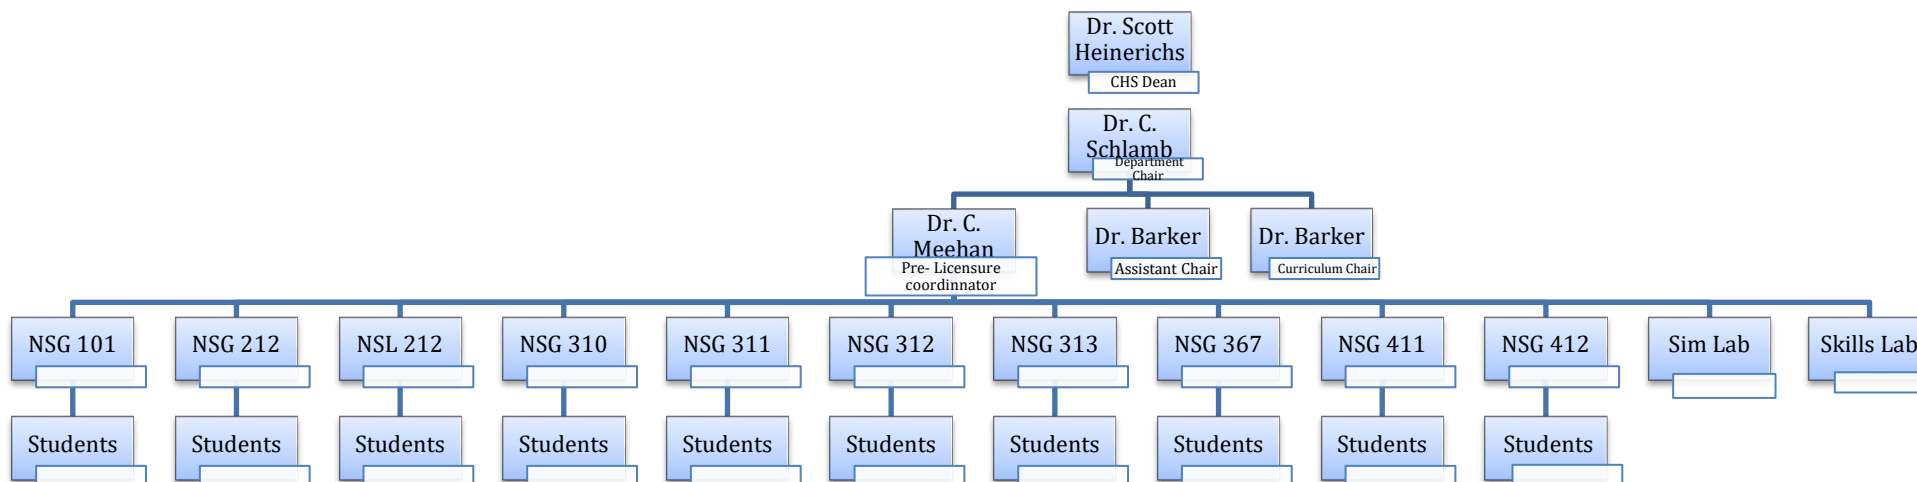 Dr. Scott
Heinerichs
CHS Dean
Dr. C.
Schlamb
Department
Chair
Dr. C.
Meehan
Pre- Licensure
coordinnator
Dr. Barker
Assistant Chair
Dr. Barker
Curriculum Chair
NSG 101
NSG 212
NSL 212
NSG 310
NSG 311
NSG 312
NSG 313
NSG 367
NSG 411
NSG 412
Sim Lab
Skills Lab
Students
Students
Students
Students
Students
Students
Students
Students
Students
Students